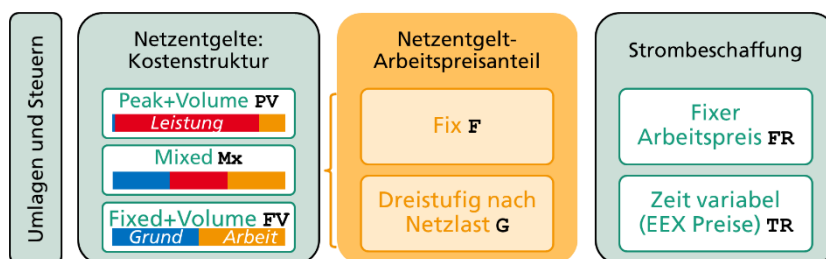 Umlagen und Steuern
Netzentgelte:
Kostenstruktur
Peak+Volume PV
Leistung
Mixed Mx
Fixed+Volume FV
Grund Arbeit
Netzentgelt-
Arbeitspreisanteil
Fix F
Dreistufig nach
Netzlast G
Strombeschaffung
Fixer
Arbeitspreis FR
Zeit variabel
(EEX Preise) TR